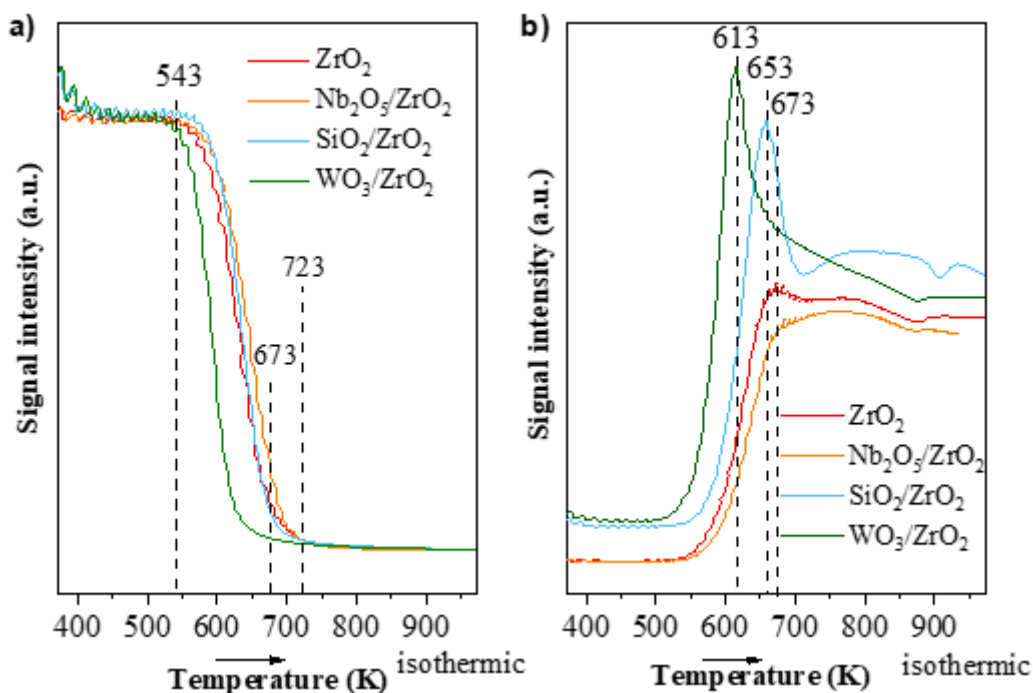 a)
543
ZrO₂
Nb₂O₅/ZrO₂
SiO₂/ZrO₂
WO₃/ZrO₂
723
673
Signal intensity (a.u.)
400 500 600 700 800 900
isothermic
Temperature (K)
b)
613
653
673
Signal intensity (a.u.)
ZrO₂
Nb₂O₅/ZrO₂
SiO₂/ZrO₂
WO₃/ZrO₂
400 500 600 700 800 900
isothermic
Temperature (K)